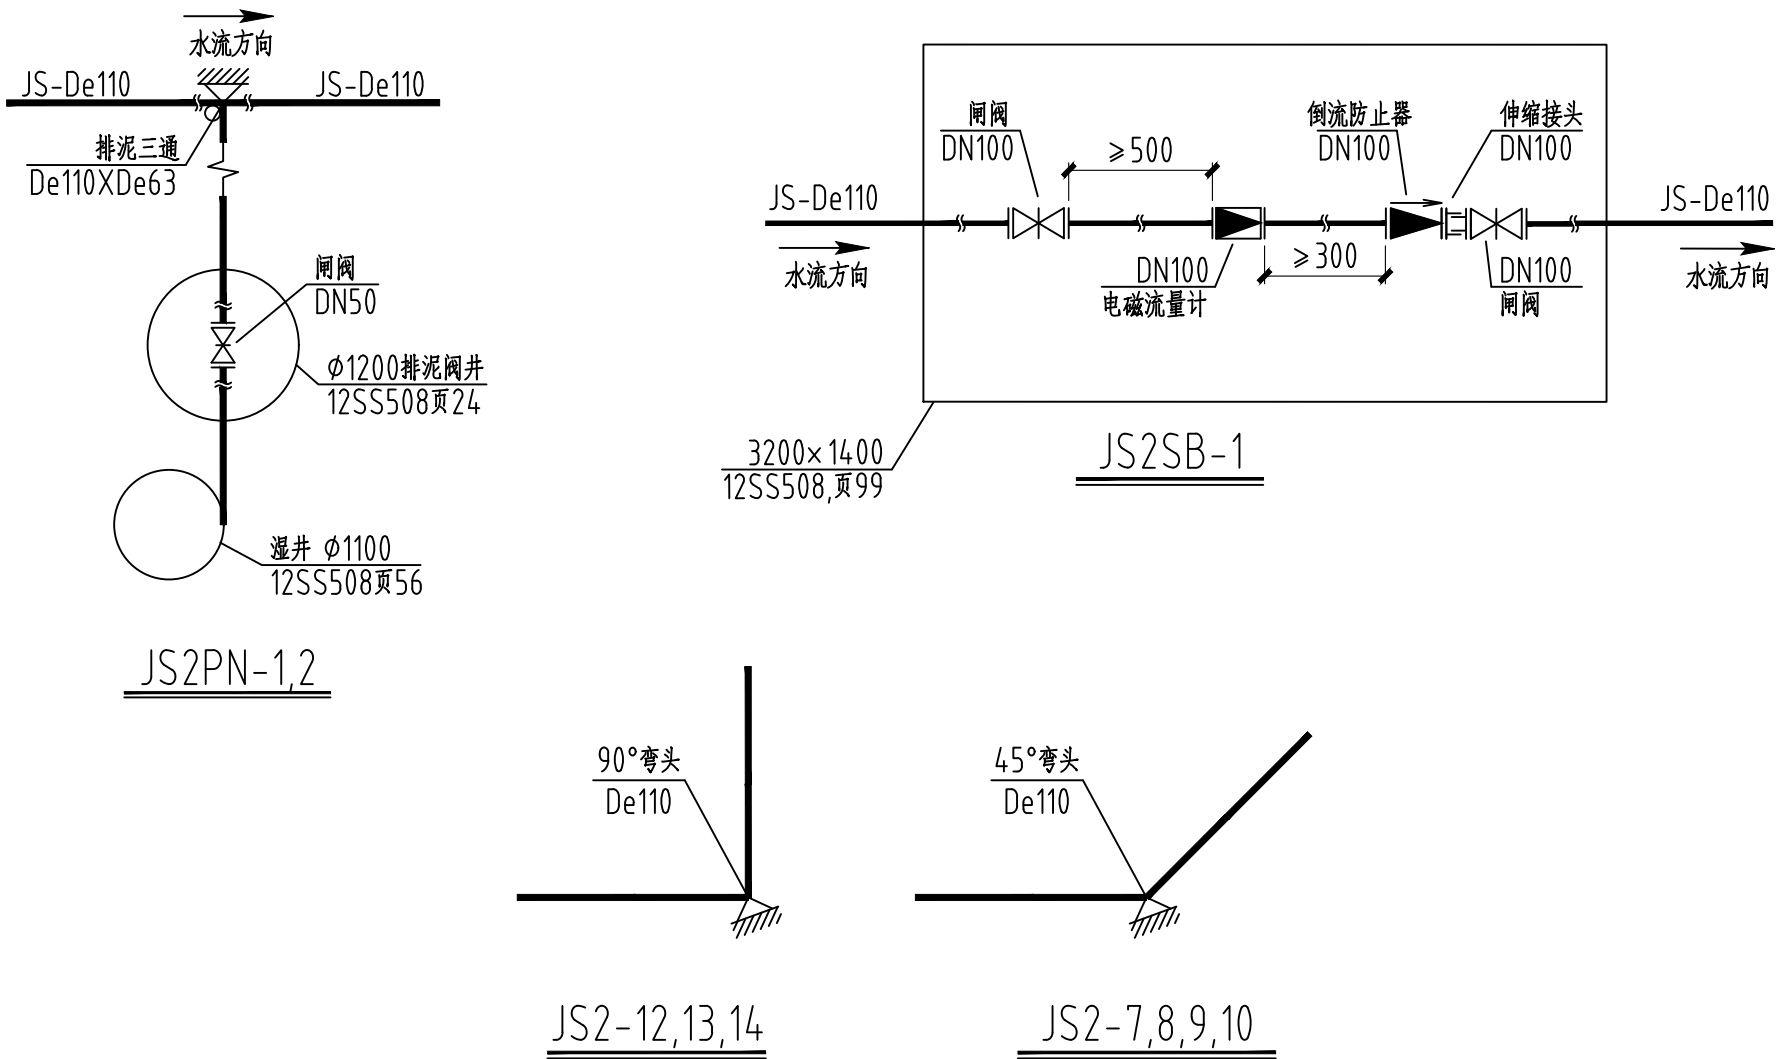 水流方向
JS-De110
JS-De110
排泥三通
De110XDe63
闸阀
DN50
ϕ1200排泥阀井
12SS508页24
湿井 ϕ1100
12SS508页56
JS2PN-1,2
闸阀
DN100
≥500
倒流防止器
DN100
伸缩接头
DN100
JS-De110
水流方向
DN100
电磁流量计
≥300
DN100
闸阀
JS-De110
水流方向
3200×1400
12SS508,页99
JS2SB-1
90°弯头
De110
JS2-12,13,14
45°弯头
De110
JS2-7,8,9,10